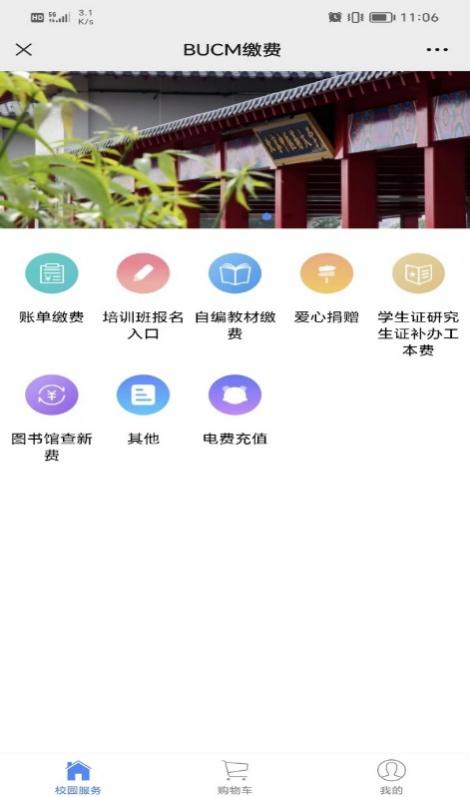 HD 5G 3.1 K/s 11:06
BUCM缴费
账单缴费 培训班报名 自编教材缴 爱心捐赠 学生证研究
入口 费 生证补办工
本费
图书馆查新 其他 电费充值
费
校园服务 购物车 我的